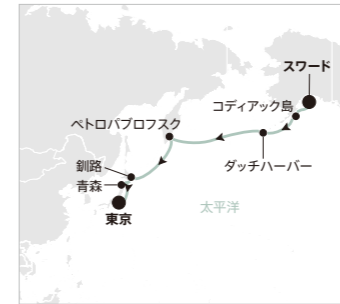 スワード
コディアック島
ペトロパブロフスク
ダッチハーバー
釧路
青森
東京
太平洋